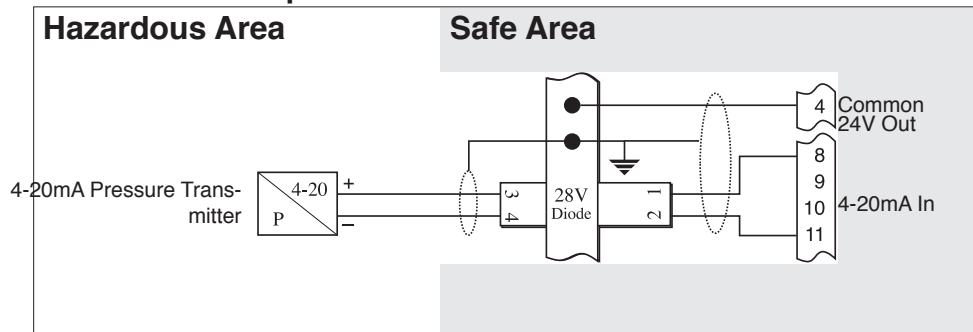 Hazardous Area
Safe Area
4
Common
24V Out
8
9
10
11
4-20mA In
4-20mA Pressure Trans-
mitter
4-20
P
+
−
3
4
28V
Diode
1
2